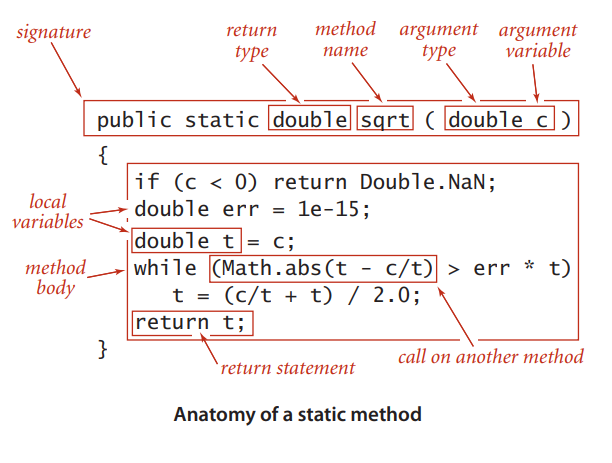 signature
return type
method name
argument type
argument variable
public static double sqrt ( double c )
{
if (c < 0) return Double.NaN;
local variables
double err = 1e-15;
double t = c;
method body
while (Math.abs(t - c/t) > err * t)
t = (c/t + t) / 2.0;
return t;
}
return statement
call on another method
Anatomy of a static method